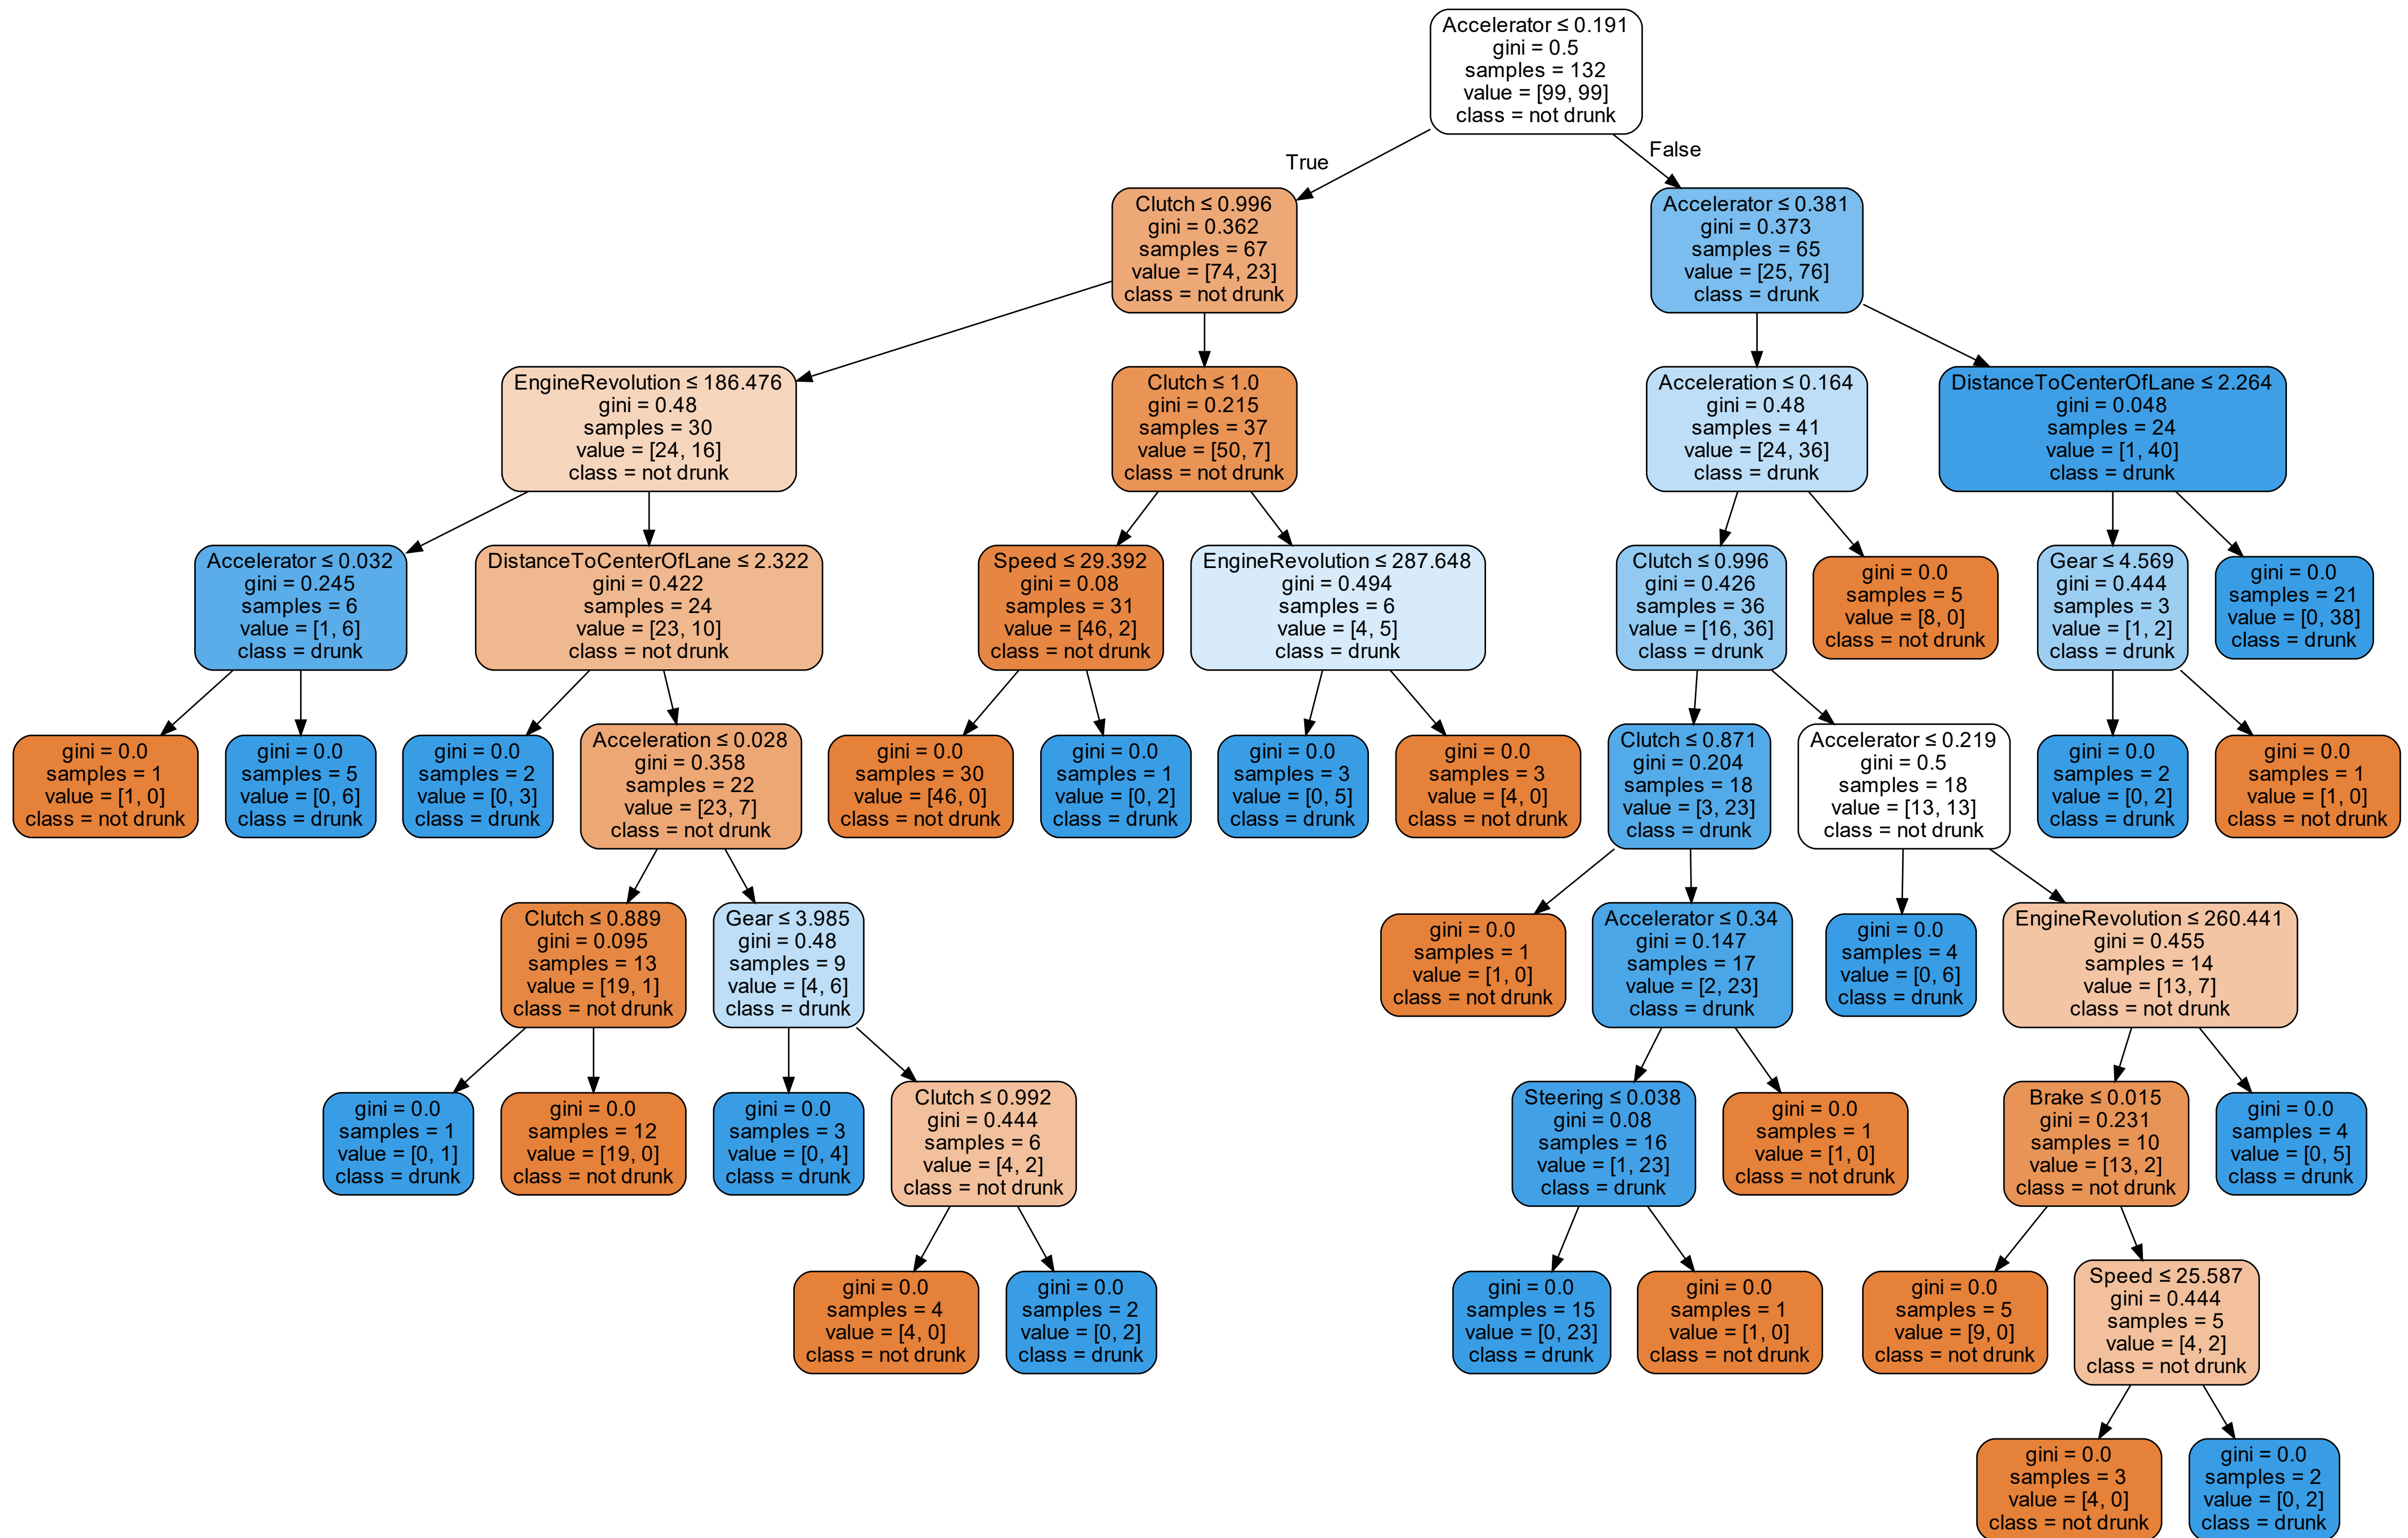 Accelerator ≤ 0.191
gini = 0.5
samples = 132
value = [99, 99]
class = not drunk
True
False
Clutch ≤ 0.996
gini = 0.362
samples = 67
value = [74, 23]
class = not drunk
Accelerator ≤ 0.381
gini = 0.373
samples = 65
value = [25, 76]
class = drunk
EngineRevolution ≤ 186.476
gini = 0.48
samples = 30
value = [24, 16]
class = not drunk
Clutch ≤ 1.0
gini = 0.215
samples = 37
value = [50, 7]
class = not drunk
Acceleration ≤ 0.164
gini = 0.48
samples = 41
value = [24, 36]
class = drunk
DistanceToCenterOfLane ≤ 2.264
gini = 0.048
samples = 24
value = [1, 40]
class = drunk
Accelerator ≤ 0.032
gini = 0.245
samples = 6
value = [1, 6]
class = drunk
DistanceToCenterOfLane ≤ 2.322
gini = 0.422
samples = 24
value = [23, 10]
class = not drunk
Speed ≤ 29.392
gini = 0.08
samples = 31
value = [46, 2]
class = not drunk
EngineRevolution ≤ 287.648
gini = 0.494
samples = 6
value = [4, 5]
class = drunk
Clutch ≤ 0.996
gini = 0.426
samples = 36
value = [16, 36]
class = drunk
gini = 0.0
samples = 5
value = [8, 0]
class = not drunk
Gear ≤ 4.569
gini = 0.444
samples = 3
value = [1, 2]
class = drunk
gini = 0.0
samples = 21
value = [0, 38]
class = drunk
gini = 0.0
samples = 1
value = [1, 0]
class = not drunk
gini = 0.0
samples = 5
value = [0, 6]
class = drunk
gini = 0.0
samples = 2
value = [0, 3]
class = drunk
Acceleration ≤ 0.028
gini = 0.358
samples = 22
value = [23, 7]
class = not drunk
gini = 0.0
samples = 30
value = [46, 0]
class = not drunk
gini = 0.0
samples = 1
value = [0, 2]
class = drunk
gini = 0.0
samples = 3
value = [0, 5]
class = drunk
gini = 0.0
samples = 3
value = [4, 0]
class = not drunk
Clutch ≤ 0.871
gini = 0.204
samples = 18
value = [3, 23]
class = drunk
Accelerator ≤ 0.219
gini = 0.5
samples = 18
value = [13, 13]
class = not drunk
gini = 0.0
samples = 2
value = [0, 2]
class = drunk
gini = 0.0
samples = 1
value = [1, 0]
class = not drunk
Clutch ≤ 0.889
gini = 0.095
samples = 13
value = [19, 1]
class = not drunk
Gear ≤ 3.985
gini = 0.48
samples = 9
value = [4, 6]
class = drunk
gini = 0.0
samples = 1
value = [1, 0]
class = not drunk
Accelerator ≤ 0.34
gini = 0.147
samples = 17
value = [2, 23]
class = drunk
gini = 0.0
samples = 4
value = [0, 6]
class = drunk
EngineRevolution ≤ 260.441
gini = 0.455
samples = 14
value = [13, 7]
class = not drunk
gini = 0.0
samples = 1
value = [0, 1]
class = drunk
gini = 0.0
samples = 12
value = [19, 0]
class = not drunk
gini = 0.0
samples = 3
value = [0, 4]
class = drunk
Clutch ≤ 0.992
gini = 0.444
samples = 6
value = [4, 2]
class = not drunk
Steering ≤ 0.038
gini = 0.08
samples = 16
value = [1, 23]
class = drunk
gini = 0.0
samples = 1
value = [1, 0]
class = not drunk
Brake ≤ 0.015
gini = 0.231
samples = 10
value = [13, 2]
class = not drunk
gini = 0.0
samples = 4
value = [0, 5]
class = drunk
gini = 0.0
samples = 4
value = [4, 0]
class = not drunk
gini = 0.0
samples = 2
value = [0, 2]
class = drunk
gini = 0.0
samples = 15
value = [0, 23]
class = drunk
gini = 0.0
samples = 1
value = [1, 0]
class = not drunk
gini = 0.0
samples = 5
value = [9, 0]
class = not drunk
Speed ≤ 25.587
gini = 0.444
samples = 5
value = [4, 2]
class = not drunk
gini = 0.0
samples = 3
value = [4, 0]
class = not drunk
gini = 0.0
samples = 2
value = [0, 2]
class = drunk